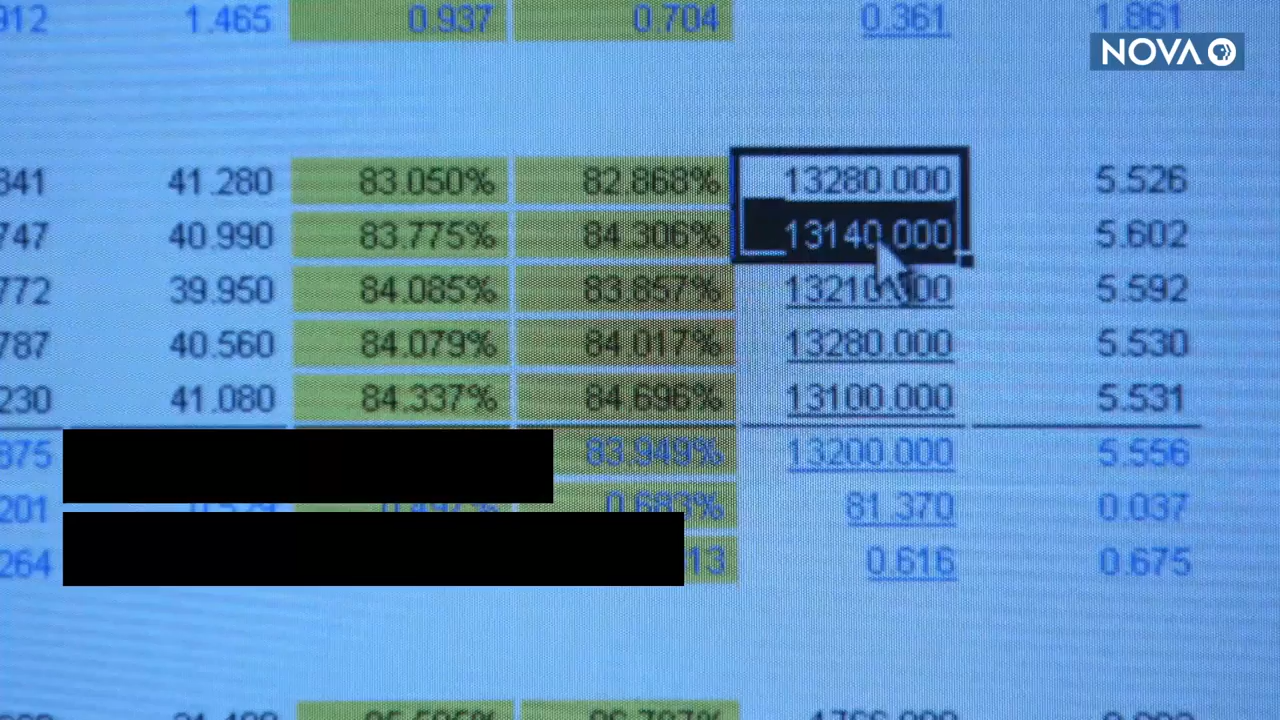 912 1.465 0.937 0.704 0.361 1.861
NOVA
841 41.280 83.050% 82.868% 13280.000 5.526
747 40.990 83.775% 84.306% 13140.000 5.602
772 39.950 84.085% 83.857% 13210.000 5.592
787 40.560 84.079% 84.017% 13280.000 5.530
230 41.080 84.337% 84.696% 13100.000 5.531
875 83.949% 13200.000 5.556
201 0.683% 81.370 0.037
264 13 0.616 0.675